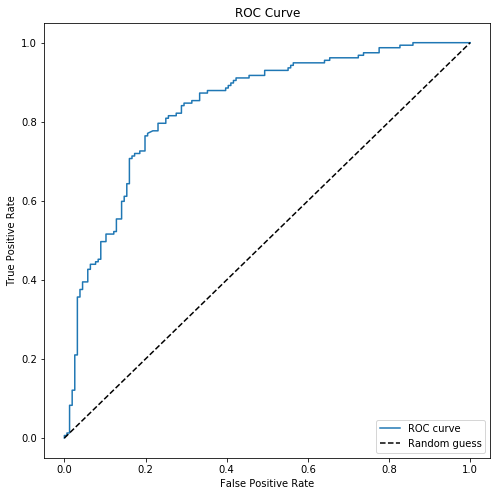 ROC Curve
True Positive Rate
1.0
0.8
0.6
0.4
0.2
0.0
0.0 0.2 0.4 0.6 0.8 1.0
False Positive Rate
ROC curve
Random guess